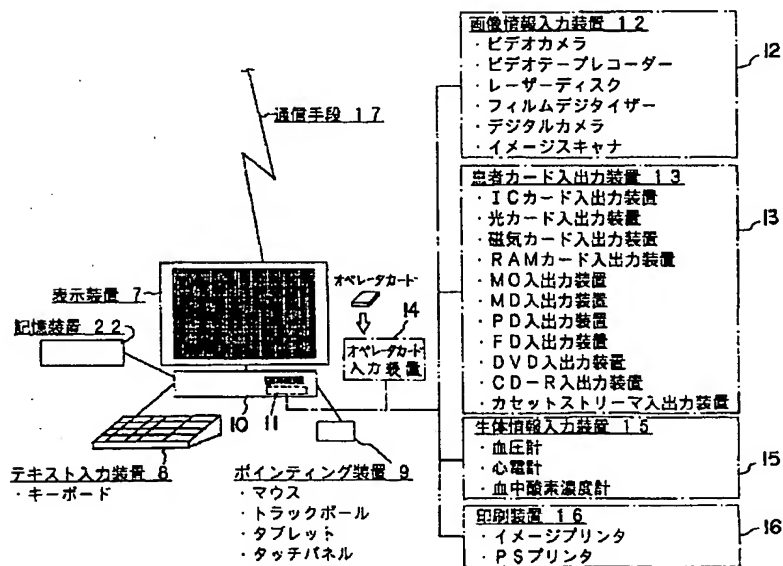 通信手段 17
表示装置 7
記憶装置 22
オペレータカード
14
オペレータカード
入力装置
10
11
テキスト入力装置 8
・キーボード
ポインティング装置 9
・マウス
・トラックボール
・タブレット
・タッチパネル
画像情報入力装置 12
・ビデオカメラ
・ビデオテープレコーダー
・レーザーディスク
・フィルムデジタイザー
・デジタルカメラ
・イメージスキャナ
12
患者カード入出力装置 13
・ICカード入出力装置
・光カード入出力装置
・磁気カード入出力装置
・RAMカード入出力装置
・MO入出力装置
・MD入出力装置
・PD入出力装置
・FD入出力装置
・DVD入出力装置
・CD-R入出力装置
・カセットストリーマ入出力装置
13
生体情報入力装置 15
・血圧計
・心電計
・血中酸素濃度計
15
印刷装置 16
・イメージプリンタ
・PSプリンタ
16